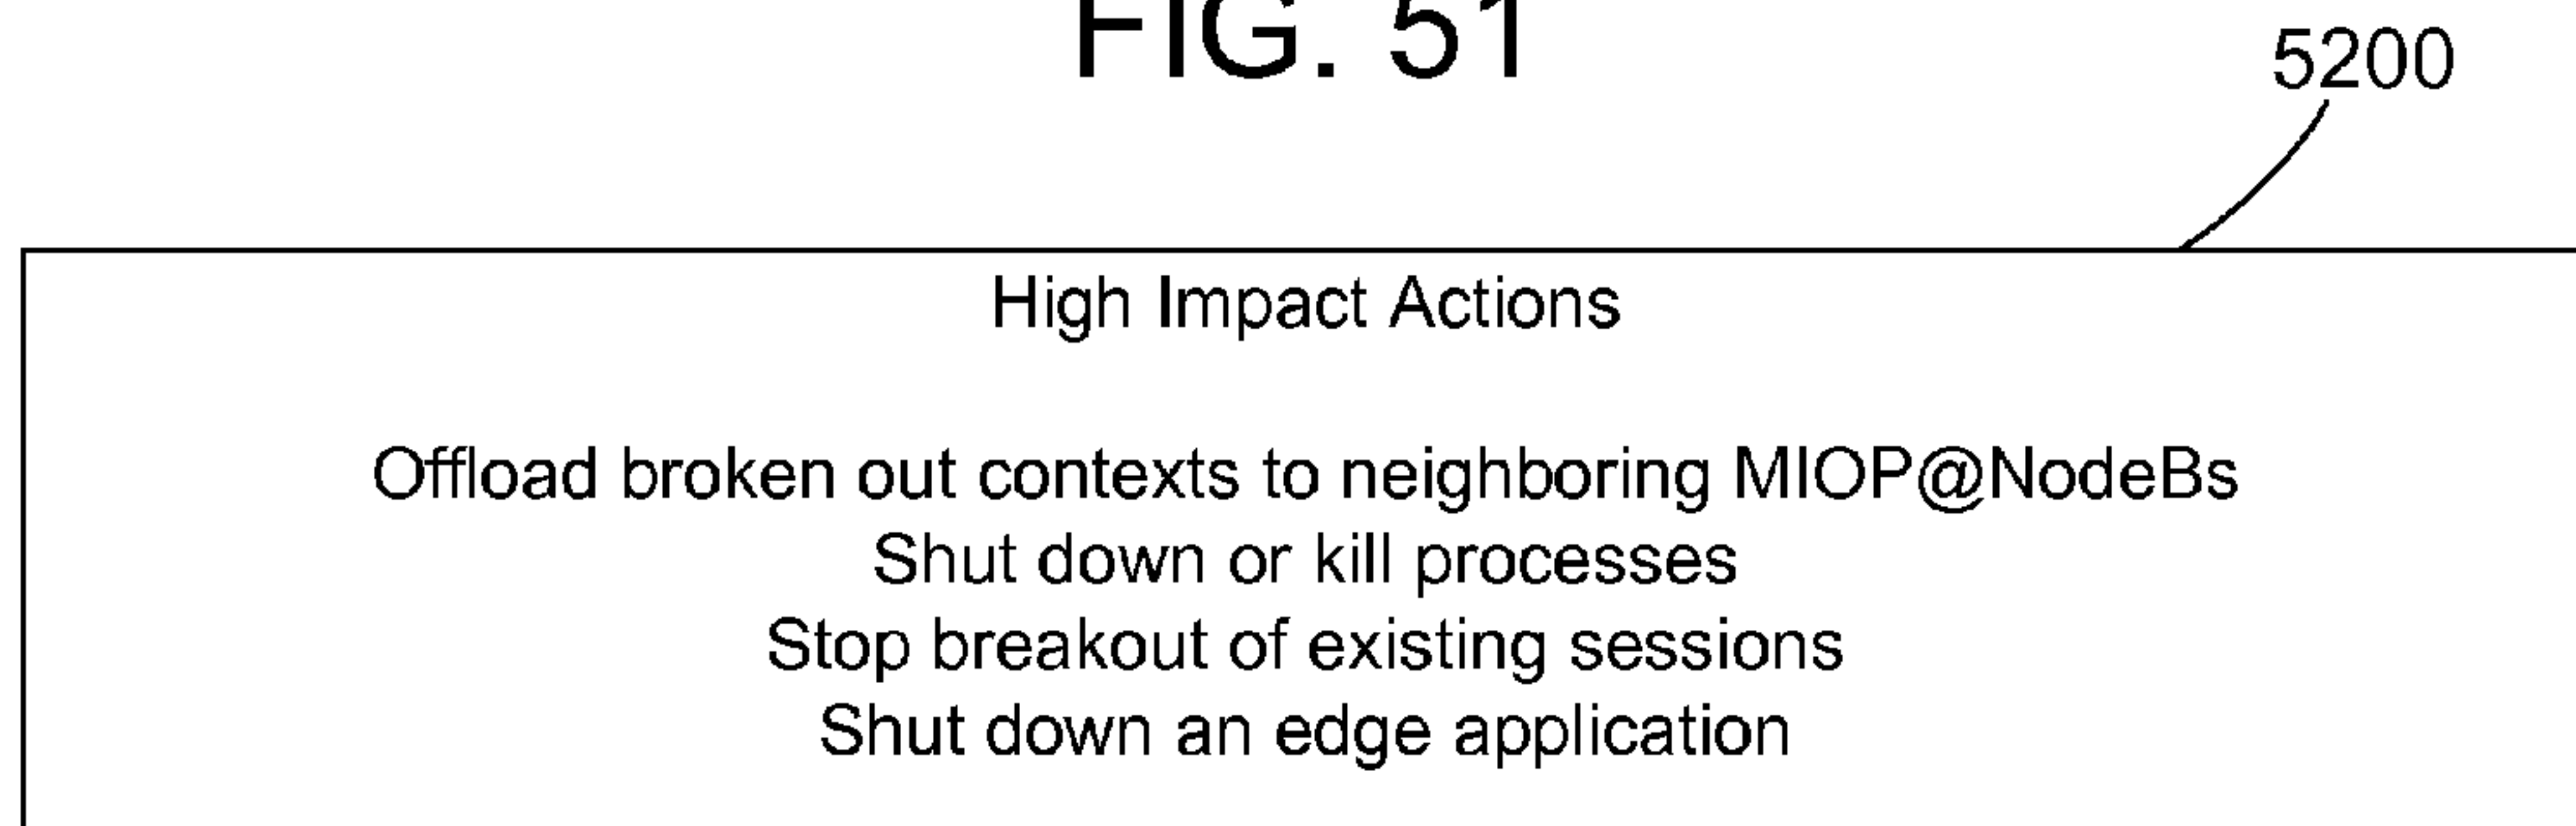 FIG. 51
5200
High Impact Actions
Offload broken out contexts to neighboring MIOP@NodeBs
Shut down or kill processes
Stop breakout of existing sessions
Shut down an edge application